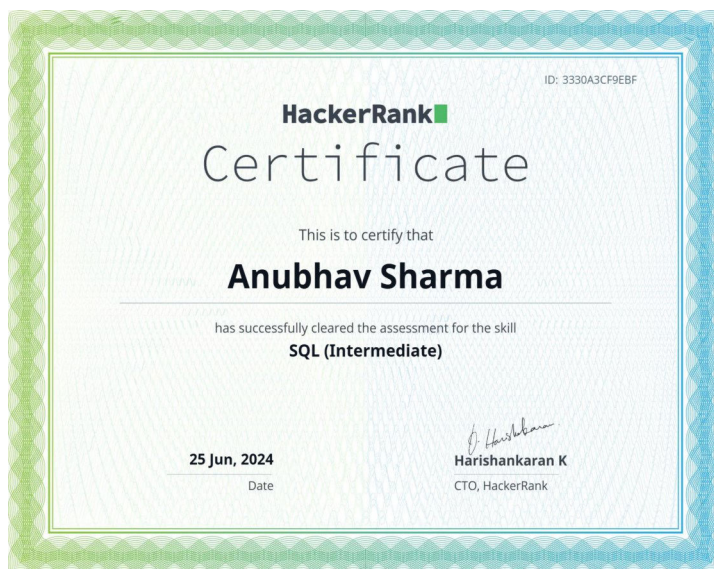 ID: 3330A3CF9EBF
HackerRank
Certificate
This is to certify that
Anubhav Sharma
has successfully cleared the assessment for the skill
SQL (Intermediate)
25 Jun, 2024
Date
Harishankaran K
CTO, HackerRank